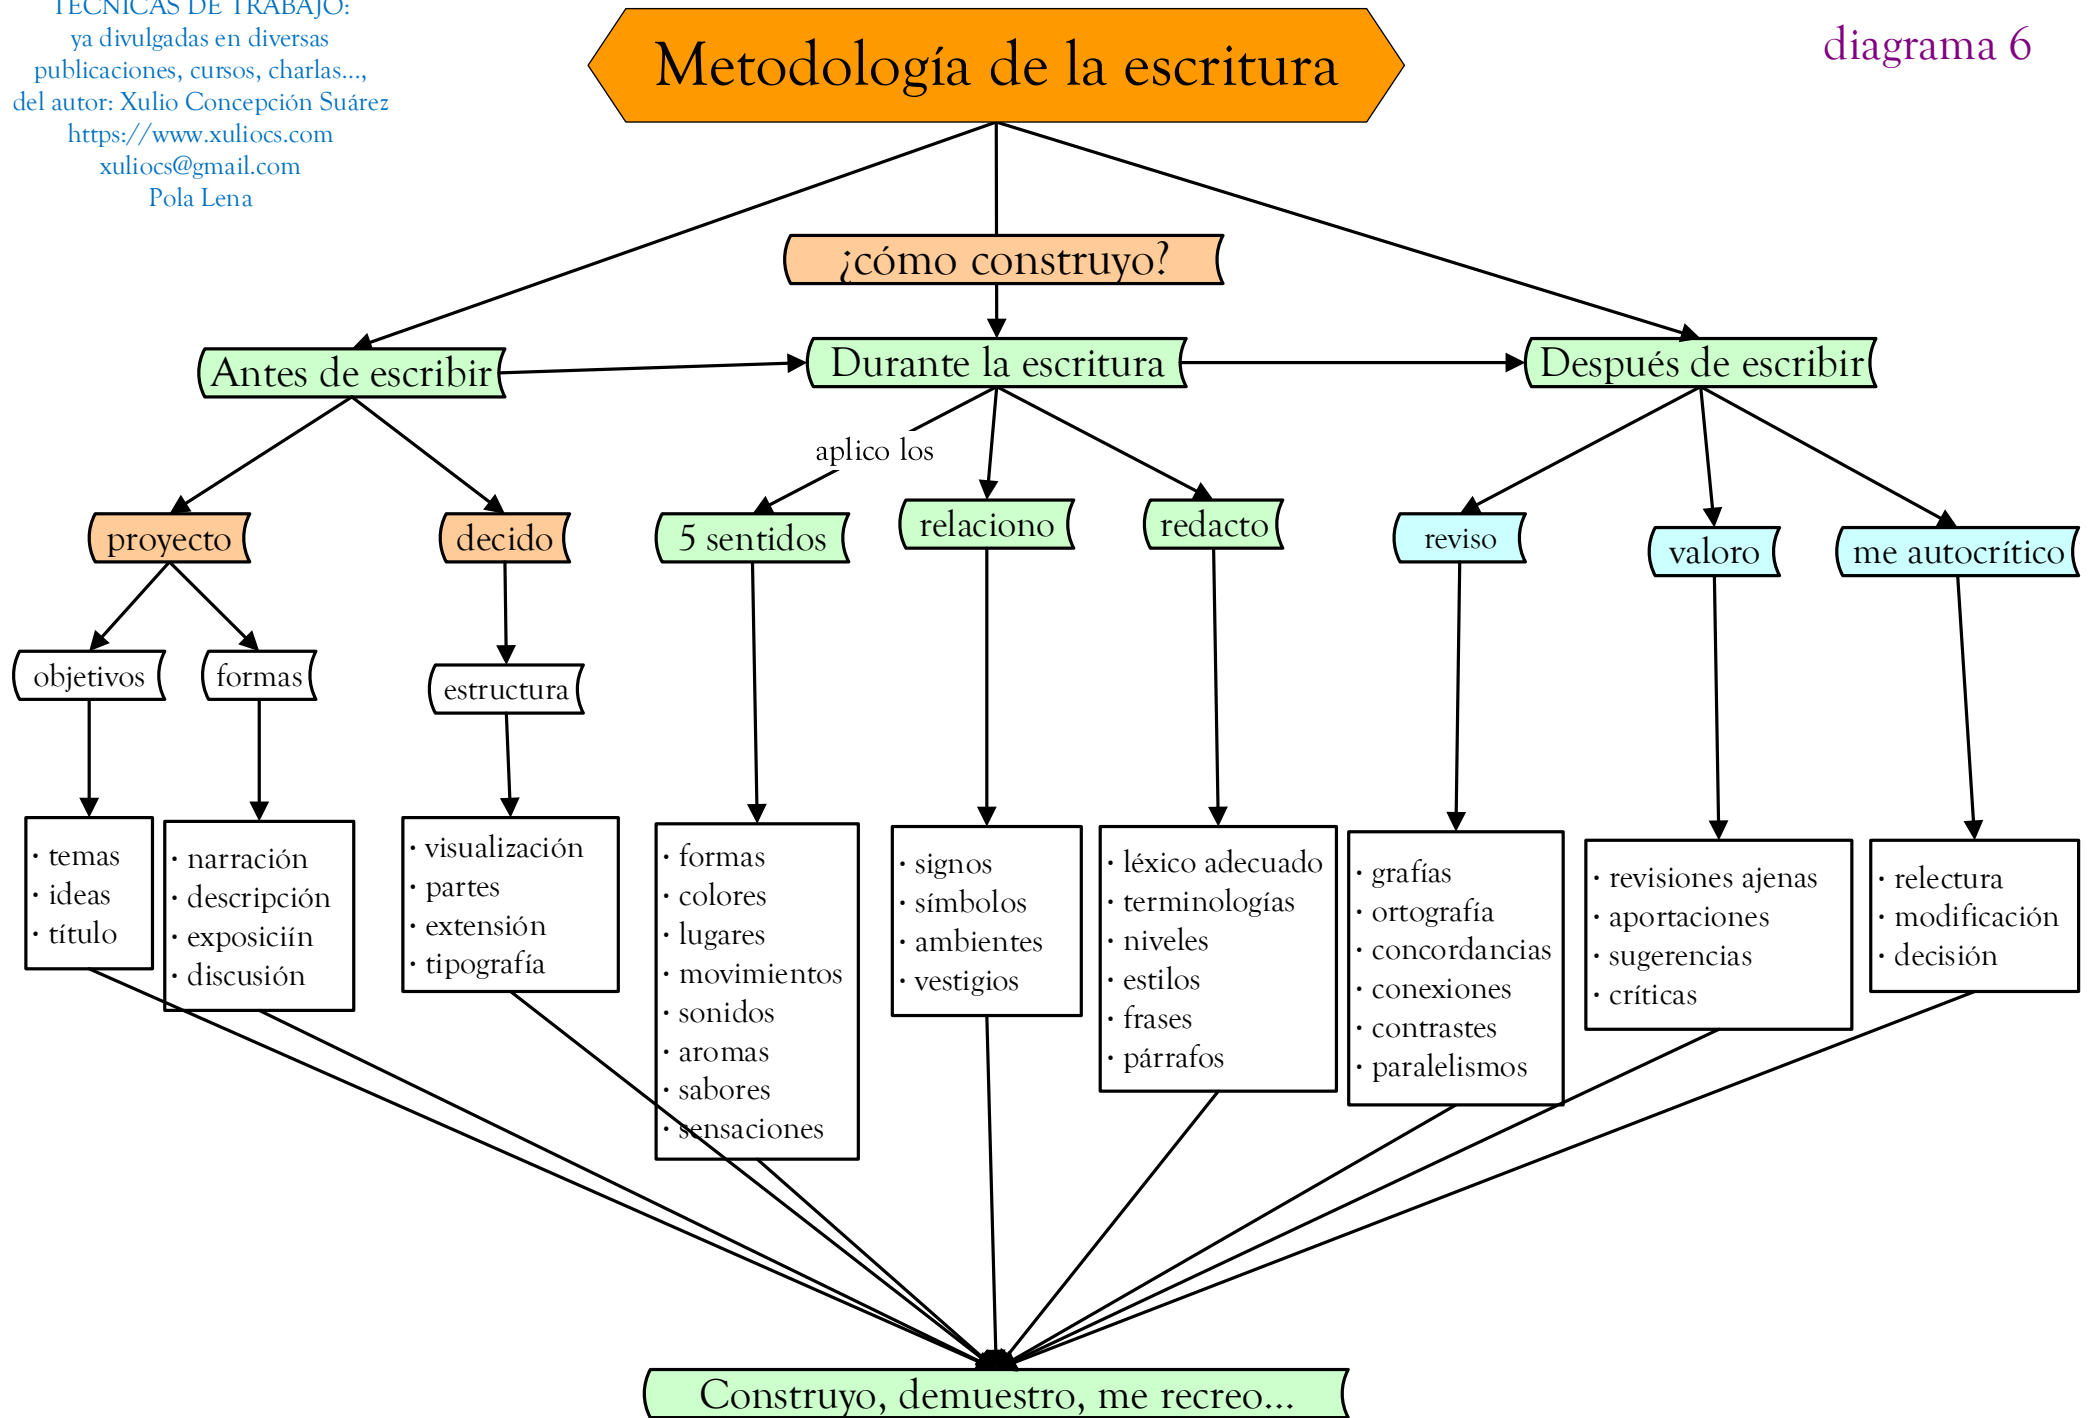 TÉCNICAS DE TRABAJO:
ya divulgadas en diversas
publicaciones, cursos, charlas...,
del autor: Xulio Concepción Suárez
https://www.xuliocs.com
xuliocs@gmail.com
Pola Lena
Metodología de la escritura
diagrama 6
¿cómo construyo?
Antes de escribir
Durante la escritura
Después de escribir
aplico los
proyecto
decido
5 sentidos
relaciono
redacto
reviso
valoro
me autocrítico
objetivos
formas
estructura
· temas
· ideas
· título
· narración
· descripción
· exposiciín
· discusión
· visualización
· partes
· extensión
· tipografía
· formas
· colores
· lugares
· movimientos
· sonidos
· aromas
· sabores
· sensaciones
· signos
· símbolos
· ambientes
· vestigios
· léxico adecuado
· terminologías
· niveles
· estilos
· frases
· párrafos
· grafías
· ortografía
· concordancias
· conexiones
· contrastes
· paralelismos
· revisiones ajenas
· aportaciones
· sugerencias
· críticas
· relectura
· modificación
· decisión
Construyo, demuestro, me recreo...